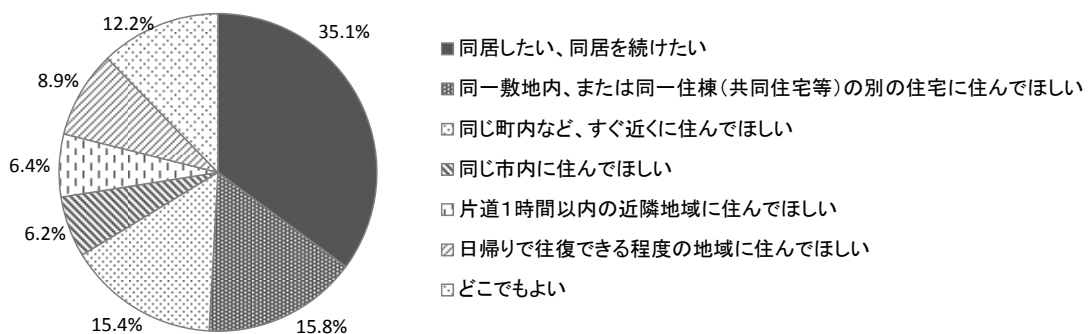 35.1%
15.8%
15.4%
6.2%
6.4%
8.9%
12.2%
同居したい、同居を続けたい
同一敷地内、または同一住棟(共同住宅等)の別の住宅に住んでほしい
同じ町内など、すぐ近くに住んでほしい
同じ市内に住んでほしい
片道1時間以内の近隣地域に住んでほしい
日帰りで往復できる程度の地域に住んでほしい
どこでもよい